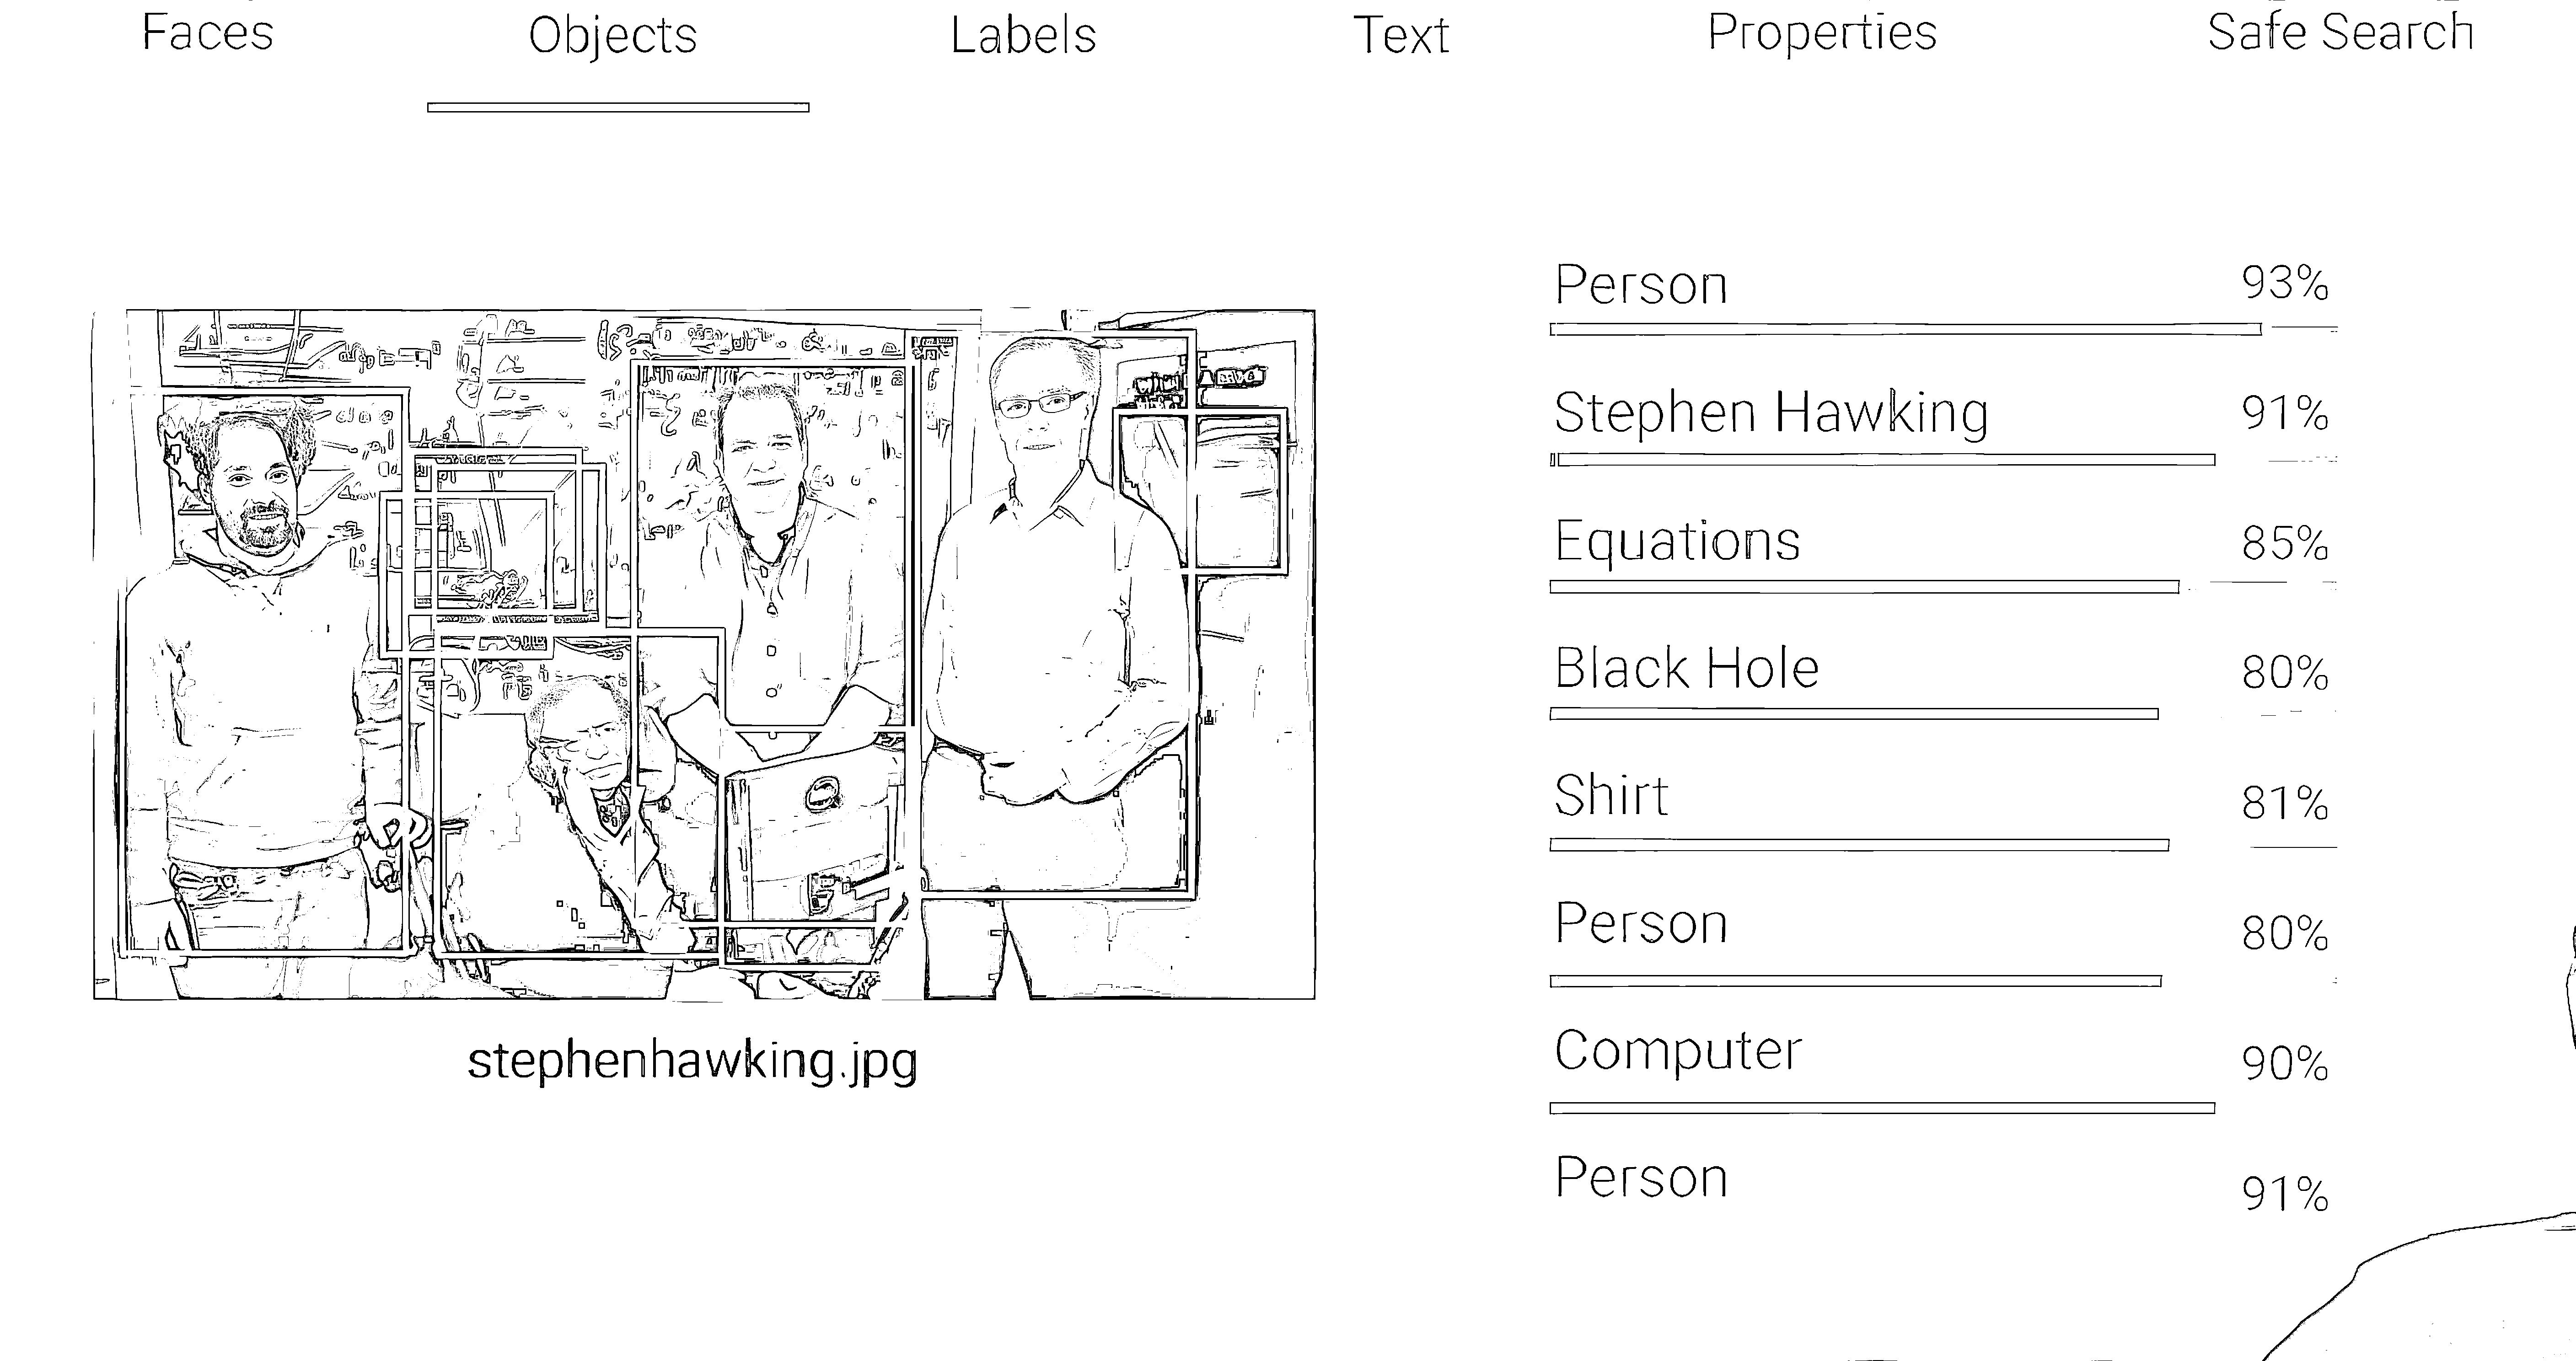 Faces Objects Labels Text Properties Safe Search
Person 93%
Stephen Hawking 91%
Equations 85%
Black Hole 80%
Shirt 81%
Person 80%
Computer 90%
Person 91%
stephenhawking.jpg